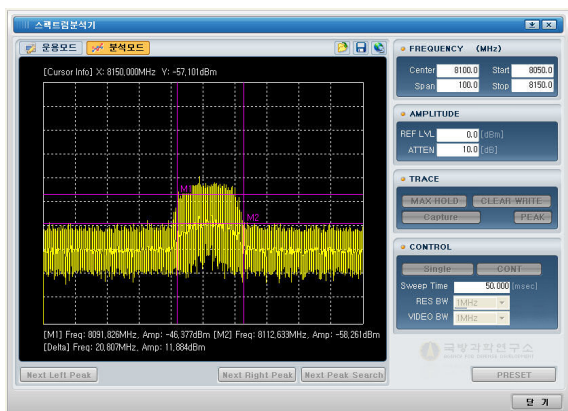 스펙트럼분석기
운용모드 분석모드
[Cursor Info] X: 8150,000MHz Y: -57,101dBm
M1
M2
[M1] Freq: 8091,826MHz, Amp: -46,377dBm [M2] Freq: 8112,633MHz, Amp: -58,261dBm
[Delta] Freq: 20,807MHz, Amp: 11,884dBm
Next Left Peak Next Right Peak Next Peak Search
FREQUENCY (MHz)
Center 8100.0 Start 8050.0
Span 100.0 Stop 8150.0
AMPLITUDE
REF LVL 0.0 [dBm]
ATTEN 10.0 [dB]
TRACE
MAX HOLD CLEAR WRITE
Capture PEAK
CONTROL
Single CONT
Sweep Time 50.000 [msec]
RES BW 1MHz
VIDEO BW 1MHz
국방과학연구소
PRESET
닫 기